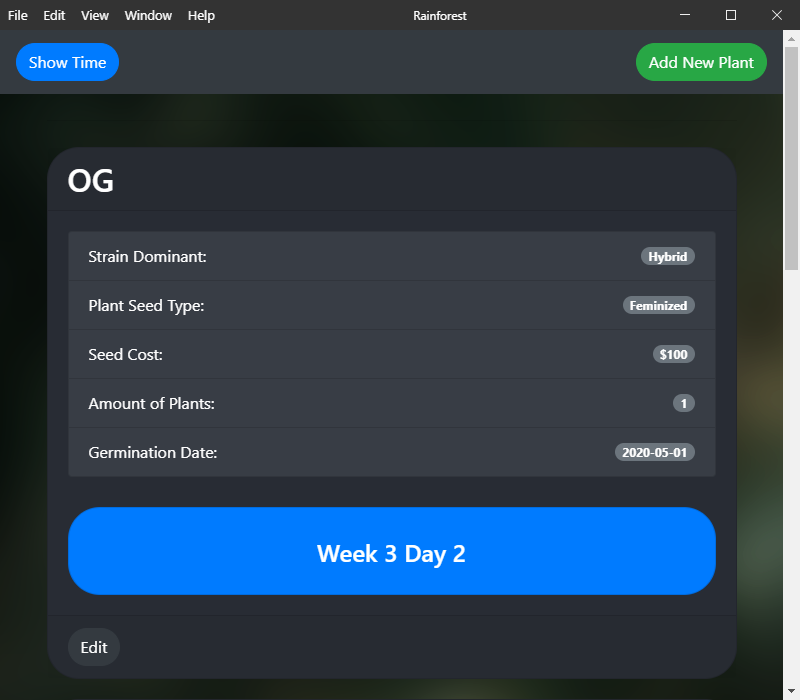 File Edit View Window Help Rainforest
Show Time Add New Plant
OG
Strain Dominant: Hybrid
Plant Seed Type: Feminized
Seed Cost: $100
Amount of Plants: 1
Germination Date: 2020-05-01
Week 3 Day 2
Edit